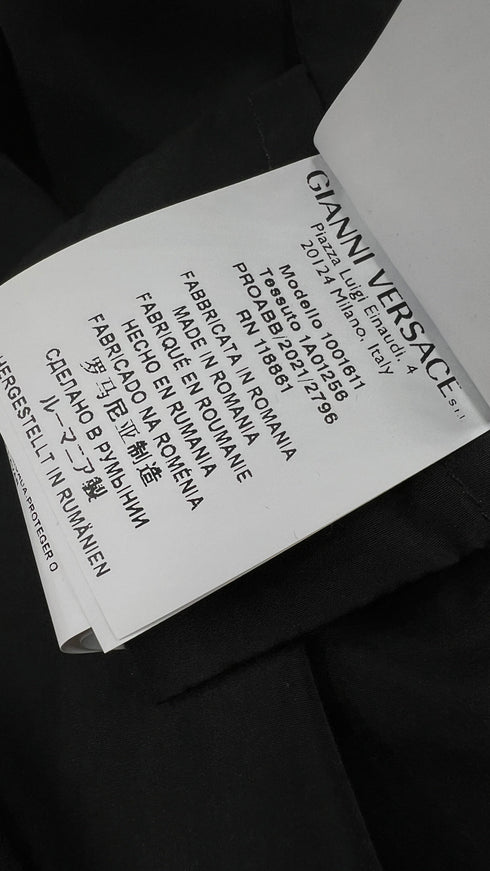 GIANNI VERSACE s r l
Piazza Luigi Einaudi, 4
20124 Milano, Italy
Modello 1001611
Tessuto 1A01256
PROABB/2021/2796
RN 118861
FABBRICATA IN ROMANIA
MADE IN ROMANIA
FABRIQUÉ EN ROUMANIE
HECHO EN RUMANIA
FABRICADO NA ROMÉNIA
罗马尼亚制造
СДЕЛАНО В РУМЫНИИ
ルーマニア製
HERGESTELLT IN RUMÄNIEN
PROTEGER O